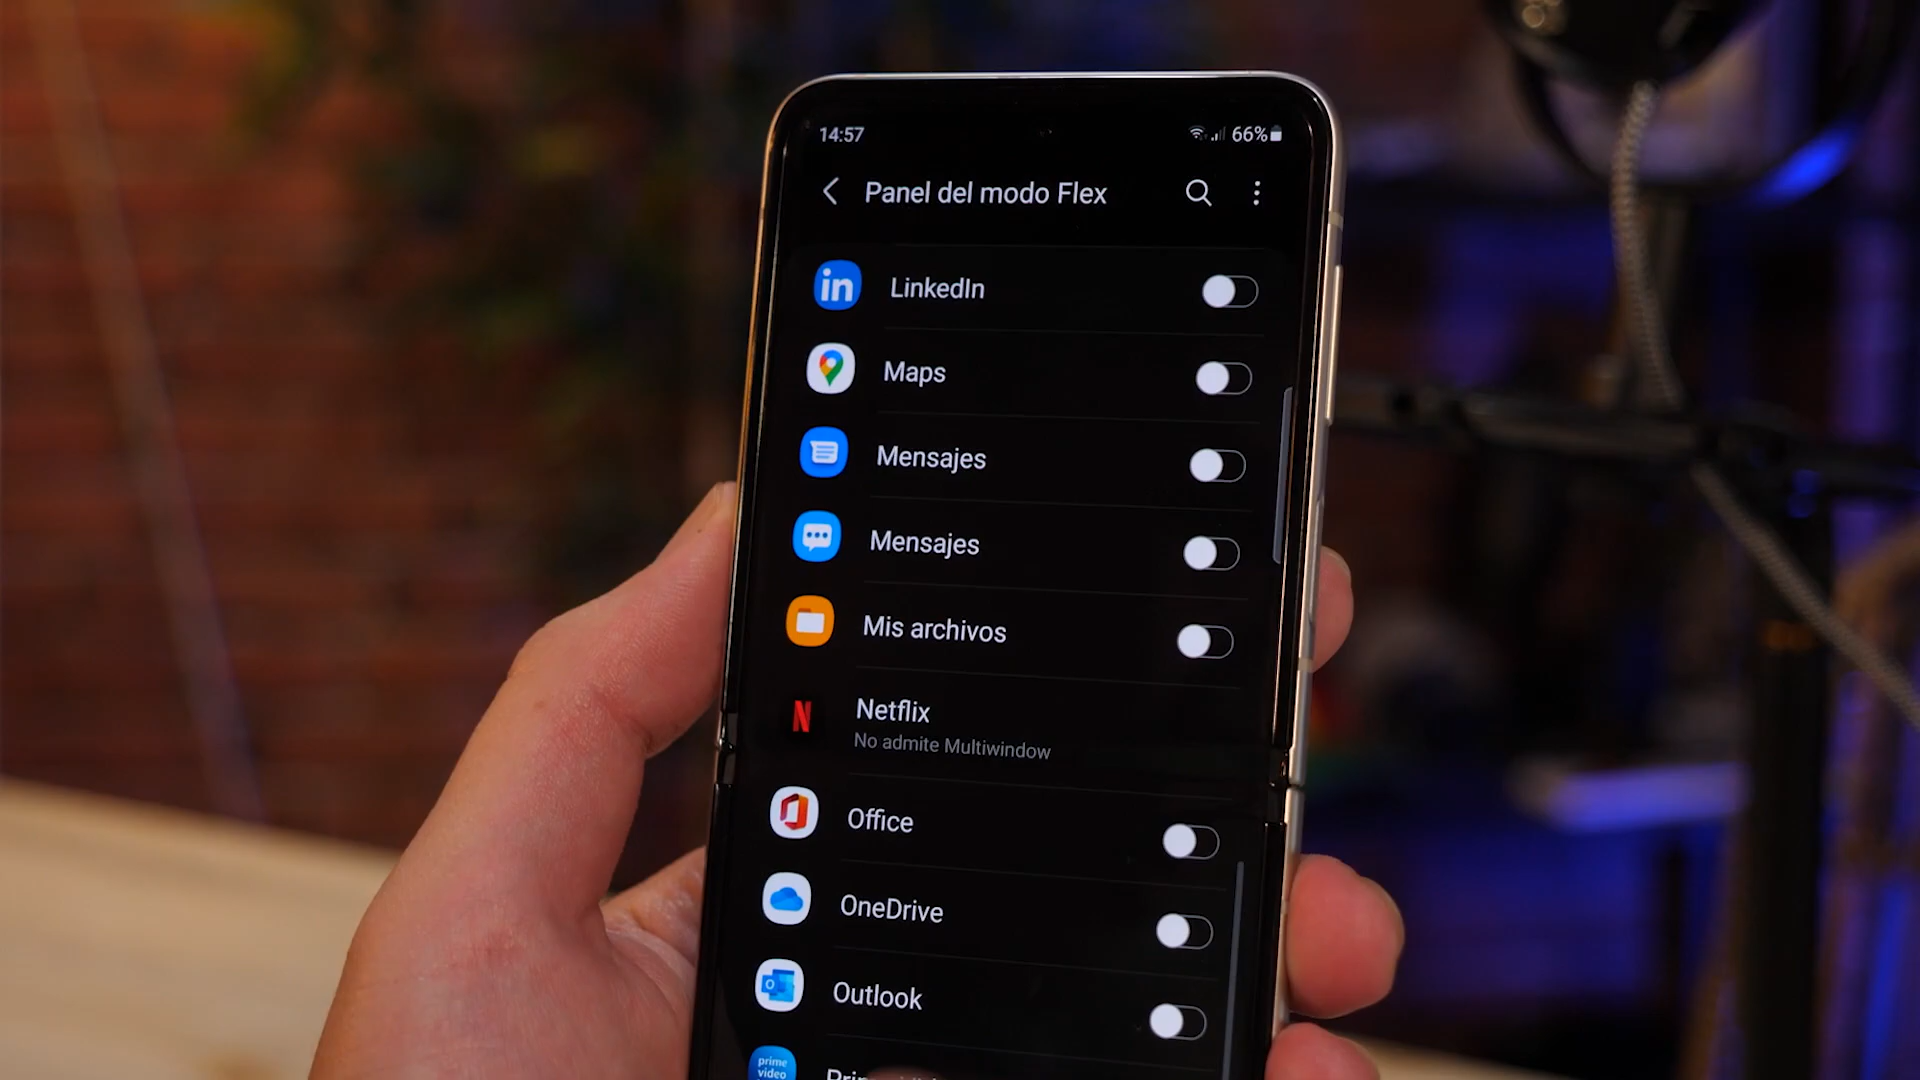 14:57
66%
Panel del modo Flex
in
LinkedIn
Maps
Mensajes
Mensajes
Mis archivos
N
Netflix
No admite Multiwindow
Office
OneDrive
O
Outlook
prime
video